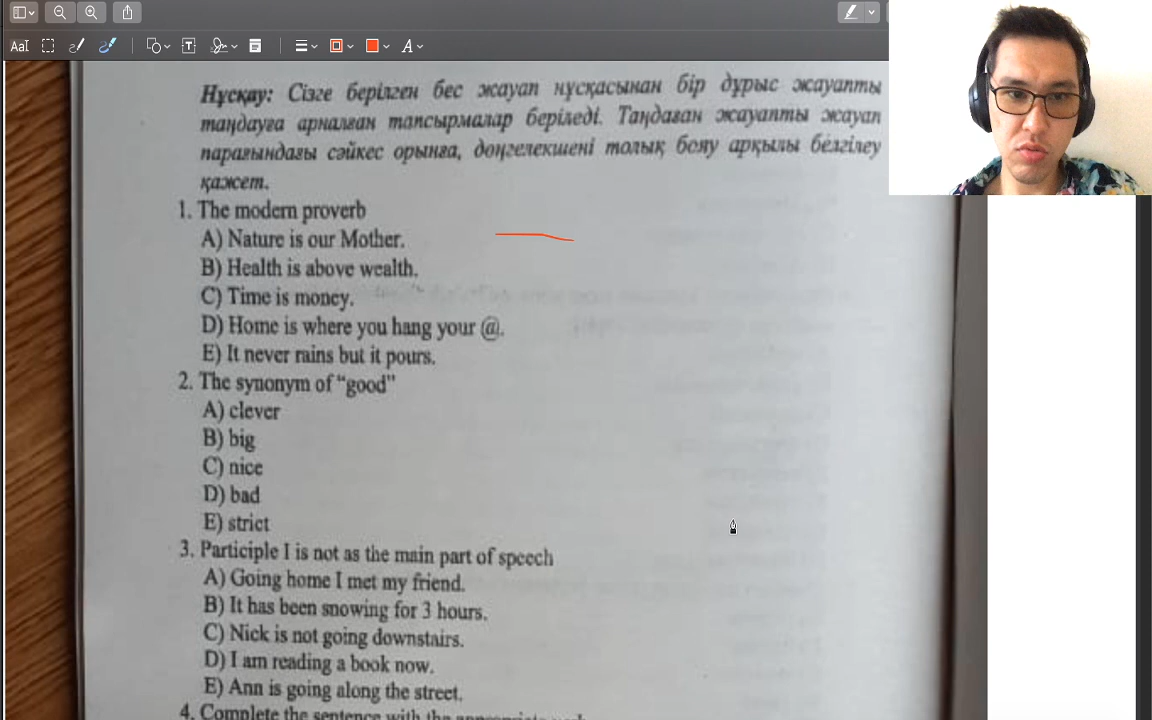 Нұсқау: Сізге берілген бес жауап нұсқасынан бір дұрыс жауапты
таңдауға арналған тапсырмалар беріледі. Таңдаған жауапты жауап
парағындағы сәйкес орынға, дөңгелекшені толық бояу арқылы белгілеу
қажет.
1. The modern proverb
A) Nature is our Mother.
B) Health is above wealth.
C) Time is money.
D) Home is where you hang your @.
E) It never rains but it pours.
2. The synonym of “good”
A) clever
B) big
C) nice
D) bad
E) strict
3. Participle I is not as the main part of speech
A) Going home I met my friend.
B) It has been snowing for 3 hours.
C) Nick is not going downstairs.
D) I am reading a book now.
E) Ann is going along the street.
4. Complete the sentence with the appropriate